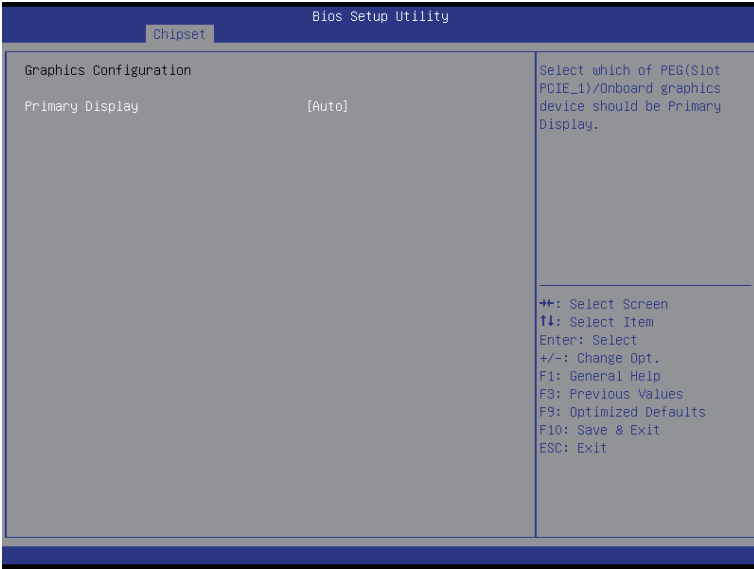 Bios Setup Utility
Chipset
Graphics Configuration
Primary Display [Auto]
Select which of PEG(Slot
PCIE_1)/Onboard graphics
device should be Primary
Display.
→←: Select Screen
↑↓: Select Item
Enter: Select
+/-: Change Opt.
F1: General Help
F3: Previous Values
F9: Optimized Defaults
F10: Save & Exit
ESC: Exit